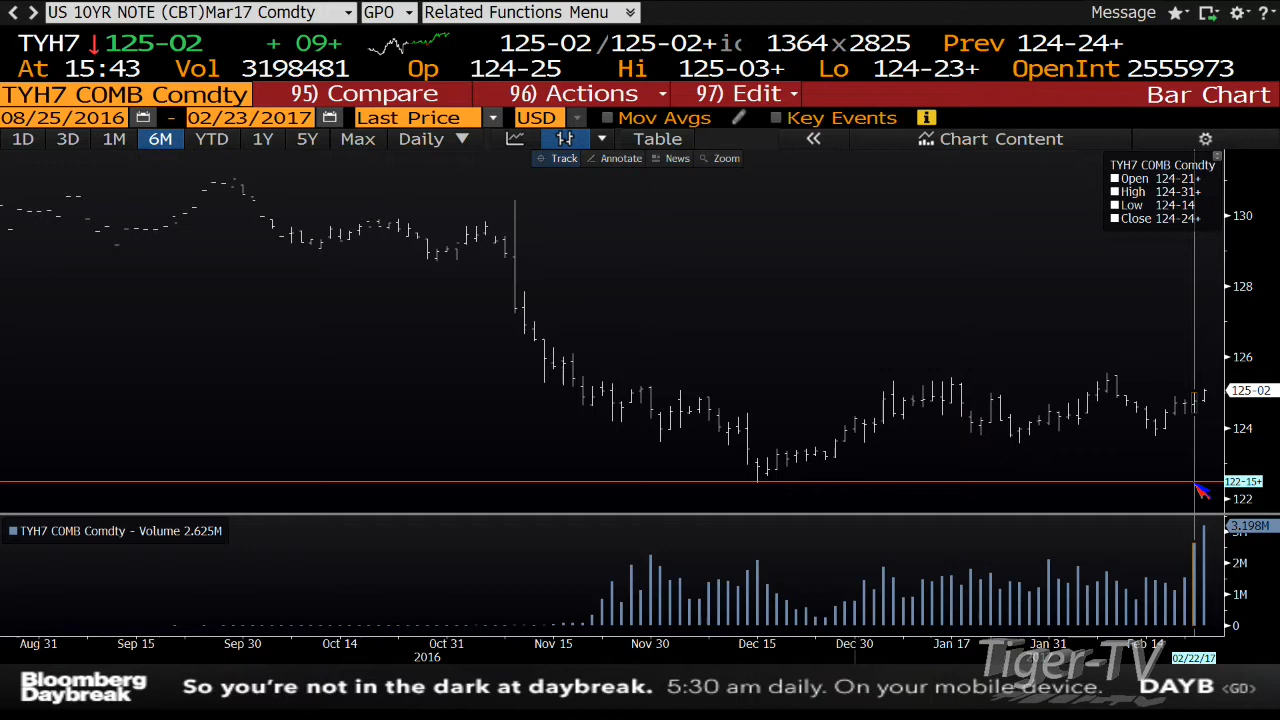 US 10YR NOTE (CBT)Mar17 Comdty GPO Related Functions Menu Message
TYH7 125-02 + 09+ 125-02 /125-02+ic 1364x2825 Prev 124-24+
At 15:43 Vol 3198481 Op 124-25 Hi 125-03+ Lo 124-23+ OpenInt 2555973
TYH7 COMB Comdty 95) Compare 96) Actions 97) Edit Bar Chart
08/25/2016 - 02/23/2017 Last Price USD Mov Avgs Key Events
1D 3D 1M 6M YTD 1Y 5Y Max Daily Table Chart Content
Track Annotate News Zoom
TYH7 COMB Comdty
Open 124-21+
High 124-31+
Low 124-14
Close 124-24+
130
128
126
125-02
124
122-15+
122
TYH7 COMB Comdty - Volume 2.625M
3.198M
2M
1M
0
Aug 31 Sep 15 Sep 30 Oct 14 Oct 31 Nov 15 Nov 30 Dec 15 Dec 30 Jan 17 Jan 31 Feb 14
2016 02/22/17
Tiger-TV
Bloomberg
Daybreak
So you're not in the dark at daybreak. 5:30 am daily. On your mobile device. DAYB <GO>